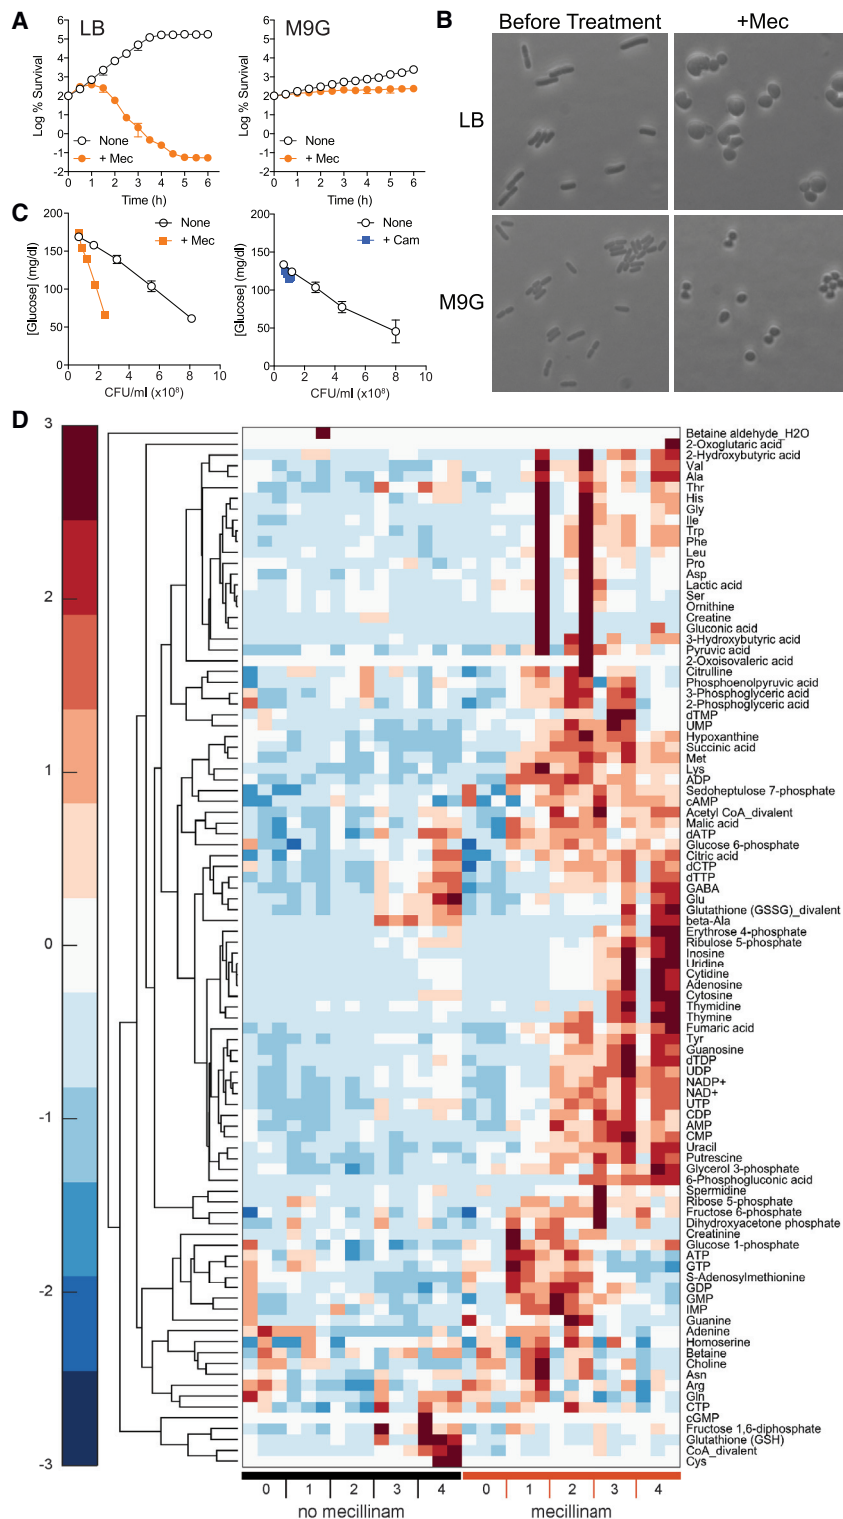 A
LB
6
5
4
3
2
1
0
-1
-2
Log % Survival
None
+ Mec
0 1 2 3 4 5 6
Time (h)
M9G
6
5
4
3
2
1
0
-1
-2
Log % Survival
None
+ Mec
0 1 2 3 4 5 6
Time (h)
B
Before Treatment
+Mec
LB
M9G
C
200
150
100
50
0
[Glucose] (mg/dl)
None
+ Mec
0 2 4 6 8 10
CFU/ml (x10⁸)
200
150
100
50
0
[Glucose] (mg/dl)
None
+ Cam
0 2 4 6 8 10
CFU/ml (x10⁸)
D
3
2
1
0
-1
-2
-3
Betaine aldehyde_H2O
2-Oxoglutaric acid
2-Hydroxybutyric acid
Val
Ala
Thr
His
Gly
Ile
Trp
Phe
Leu
Pro
Asp
Lactic acid
Ser
Ornithine
Creatine
Gluconic acid
3-Hydroxybutyric acid
Pyruvic acid
2-Oxoisovaleric acid
Citrulline
Phosphoenolpyruvic acid
3-Phosphoglyceric acid
2-Phosphoglyceric acid
dTMP
UMP
Hypoxanthine
Succinic acid
Met
Lys
ADP
Sedoheptulose 7-phosphate
cAMP
Acetyl CoA_divalent
Malic acid
dATP
Glucose 6-phosphate
Citric acid
dCTP
dTTP
GABA
Glu
Glutathione (GSSG)_divalent
beta-Ala
Erythrose 4-phosphate
Ribulose 5-phosphate
Inosine
Uridine
Cytidine
Adenosine
Cytosine
Thymidine
Thymine
Fumaric acid
Tyr
Guanosine
dTDP
UDP
NADP+
NAD+
UTP
CDP
AMP
CMP
Uracil
Putrescine
Glycerol 3-phosphate
6-Phosphogluconic acid
Spermidine
Ribose 5-phosphate
Fructose 6-phosphate
Dihydroxyacetone phosphate
Creatinine
Glucose 1-phosphate
ATP
GTP
S-Adenosylmethionine
GDP
GMP
IMP
Guanine
Adenine
Homoserine
Betaine
Choline
Asn
Arg
Gln
CTP
cGMP
Fructose 1,6-diphosphate
Glutathione (GSH)
CoA_divalent
Cys
0 1 2 3 4 0 1 2 3 4
no mecillinam mecillinam